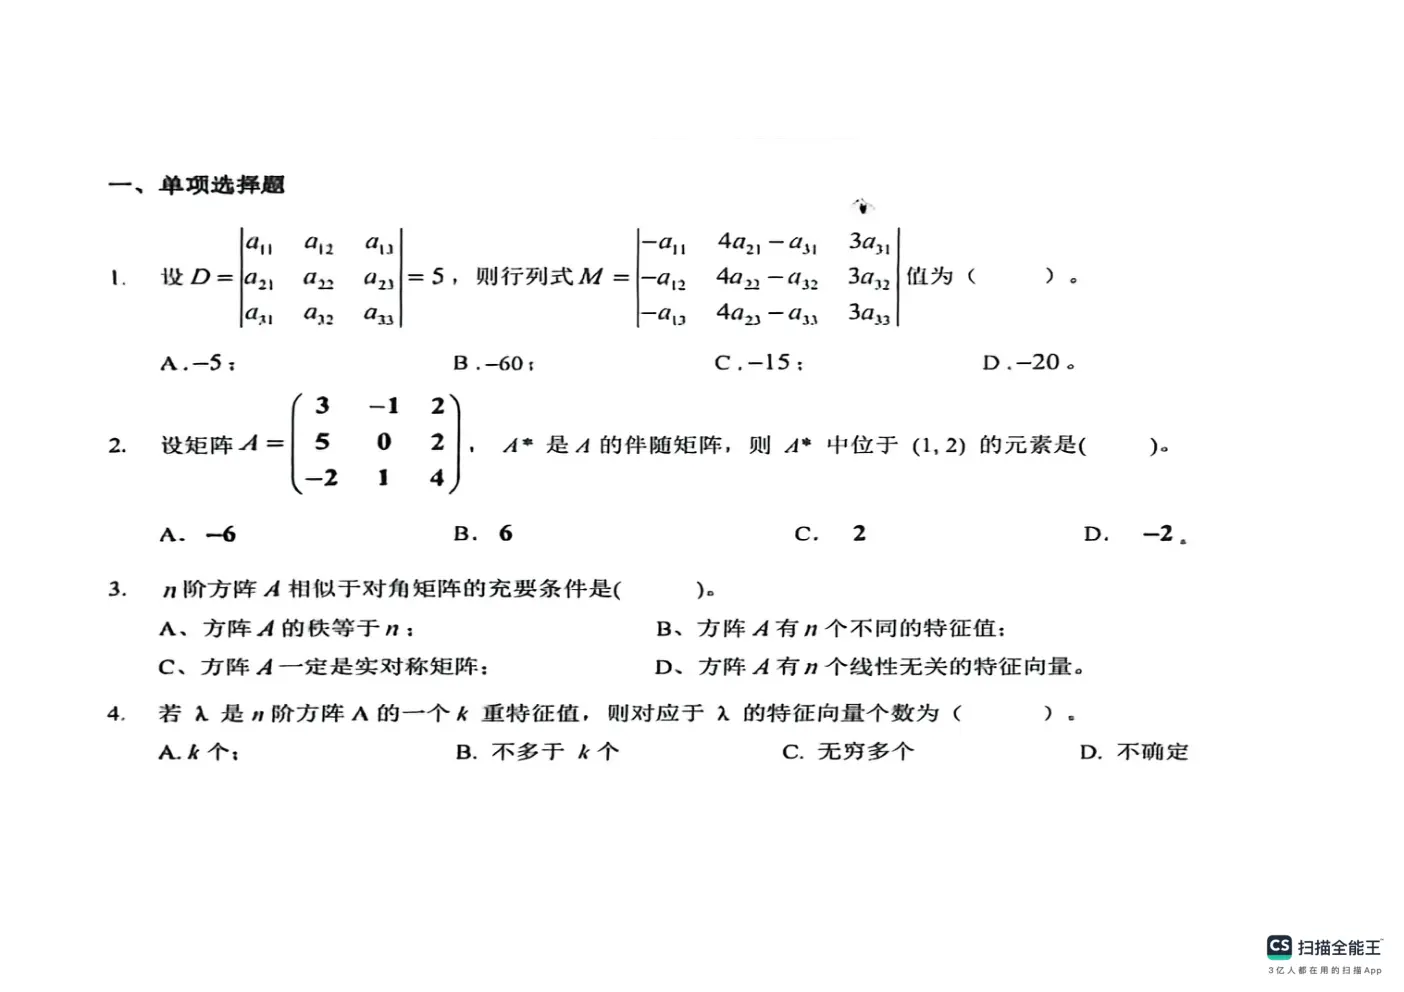 一、单项选择题
1. 设 D = |a₁₁ a₁₂ a₁₃; a₂₁ a₂₂ a₂₃; a₃₁ a₃₂ a₃₃| = 5，则行列式 M = |−a₁₁ 4a₂₁−a₃₁ 3a₃₁; −a₁₂ 4a₂₂−a₃₂ 3a₃₂; −a₁₃ 4a₂₃−a₃₃ 3a₃₃| 值为（ ）。
A.−5； B.−60； C.−15； D.−20。
2. 设矩阵 A = (3 −1 2; 5 0 2; −2 1 4)，A* 是 A 的伴随矩阵，则 A* 中位于 (1, 2) 的元素是( )。
A. −6 B. 6 C. 2 D. −2。
3. n 阶方阵 A 相似于对角矩阵的充要条件是( )。
A、方阵 A 的秩等于 n； B、方阵 A 有 n 个不同的特征值；
C、方阵 A 一定是实对称矩阵； D、方阵 A 有 n 个线性无关的特征向量。
4. 若 λ 是 n 阶方阵 A 的一个 k 重特征值，则对应于 λ 的特征向量个数为（ ）。
A. k 个； B. 不多于 k 个 C. 无穷多个 D. 不确定
CS 扫描全能王
3亿人都在用的扫描App